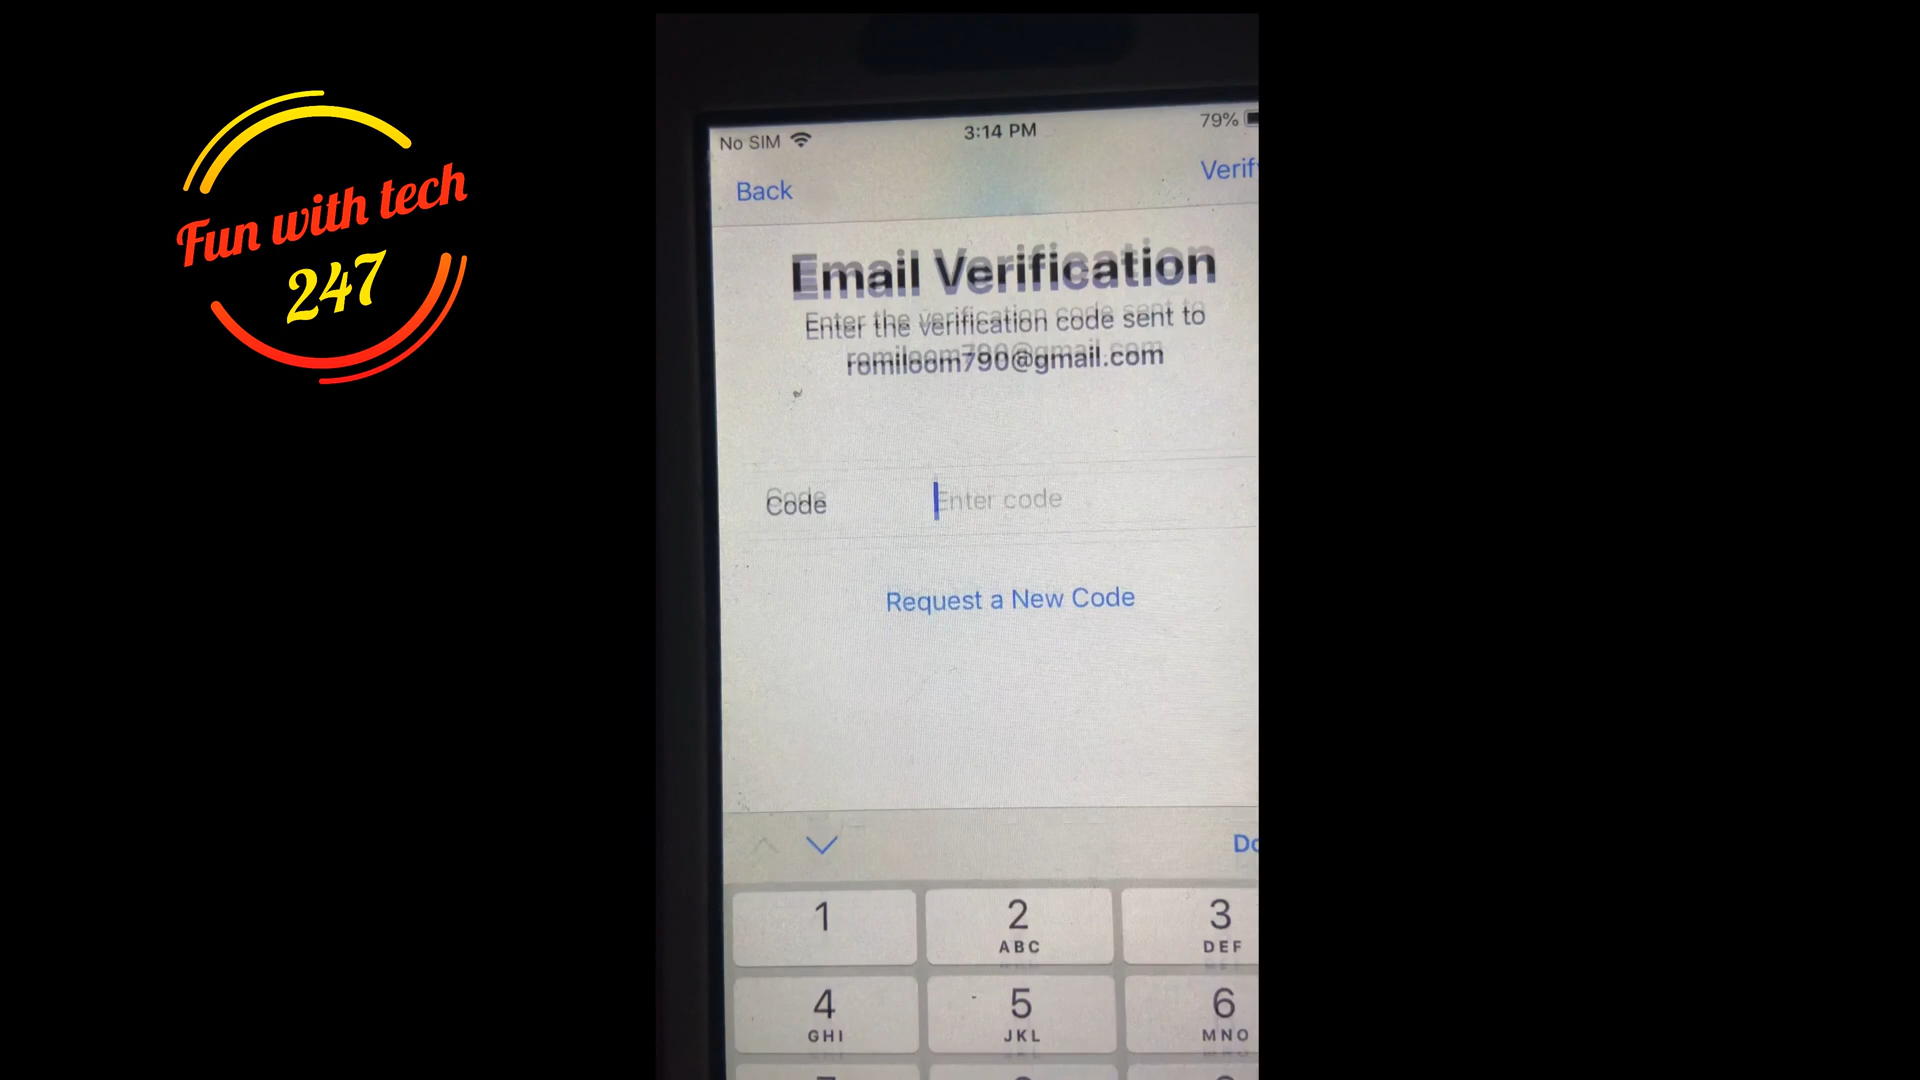 Fun with tech
247
No SIM
3:14 PM
79%
Back
Verif
Email Verification
Enter the verification code sent to
romiloom790@gmail.com
Code
Enter code
Request a New Code
Do
1
2
ABC
3
DEF
4
GHI
5
JKL
6
MNO